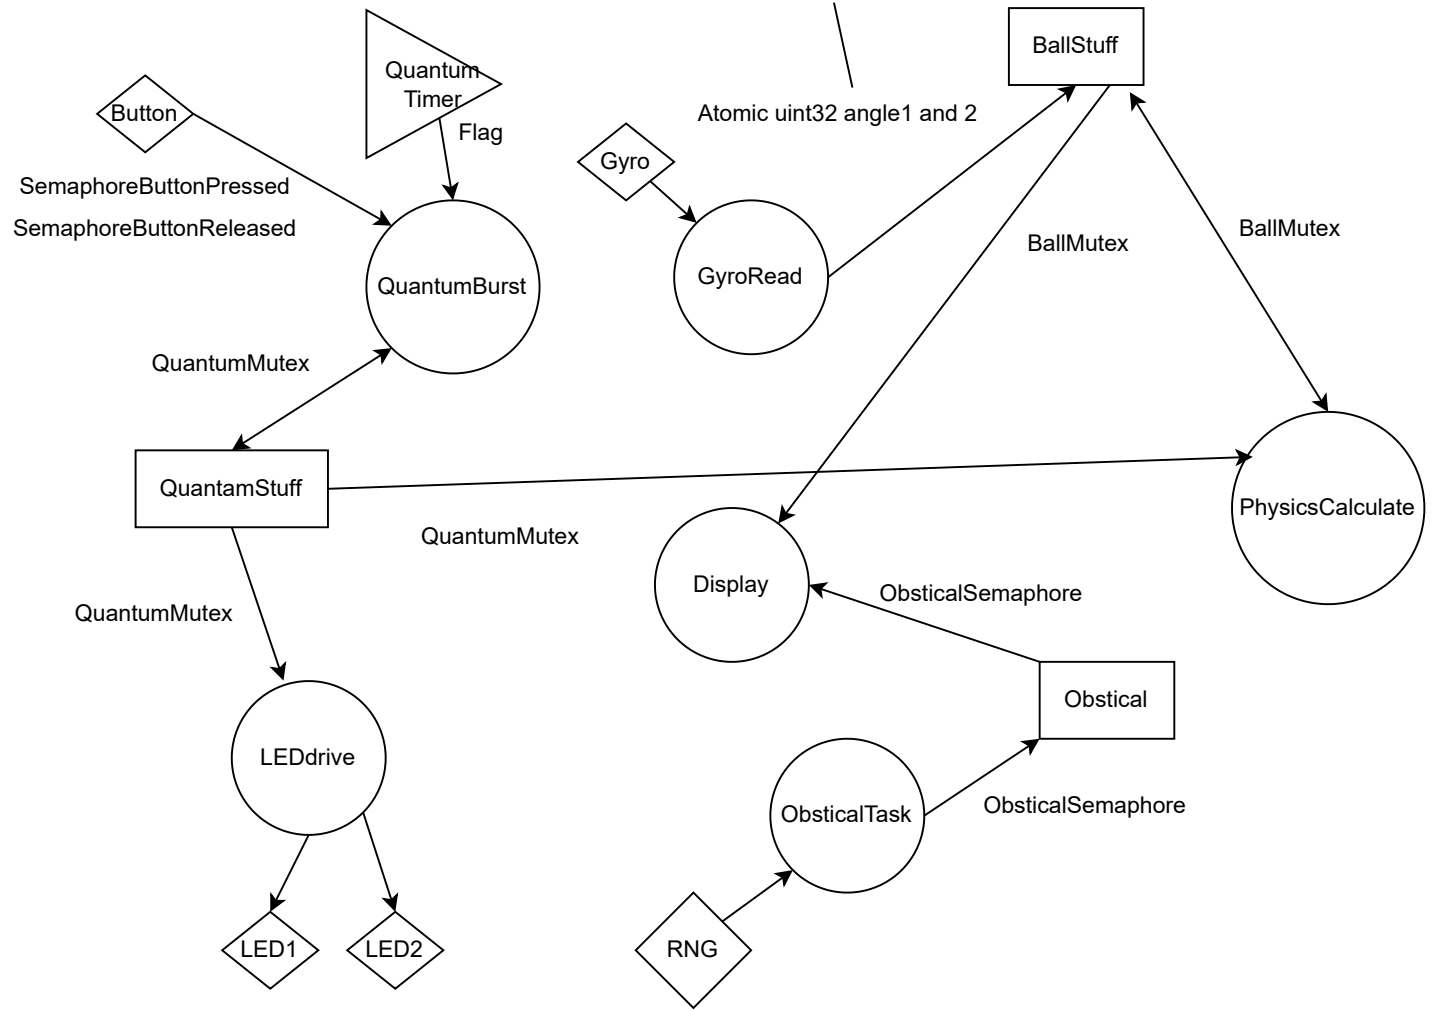 BallStuff
Quantum
Timer
Button
Atomic uint32 angle1 and 2
Flag
Gyro
SemaphoreButtonPressed
SemaphoreButtonReleased
BallMutex
BallMutex
GyroRead
QuantumBurst
QuantumMutex
QuantamStuff
PhysicsCalculate
QuantumMutex
Display
ObsticalSemaphore
QuantumMutex
Obstical
LEDdrive
ObsticalSemaphore
ObsticalTask
LED1
LED2
RNG